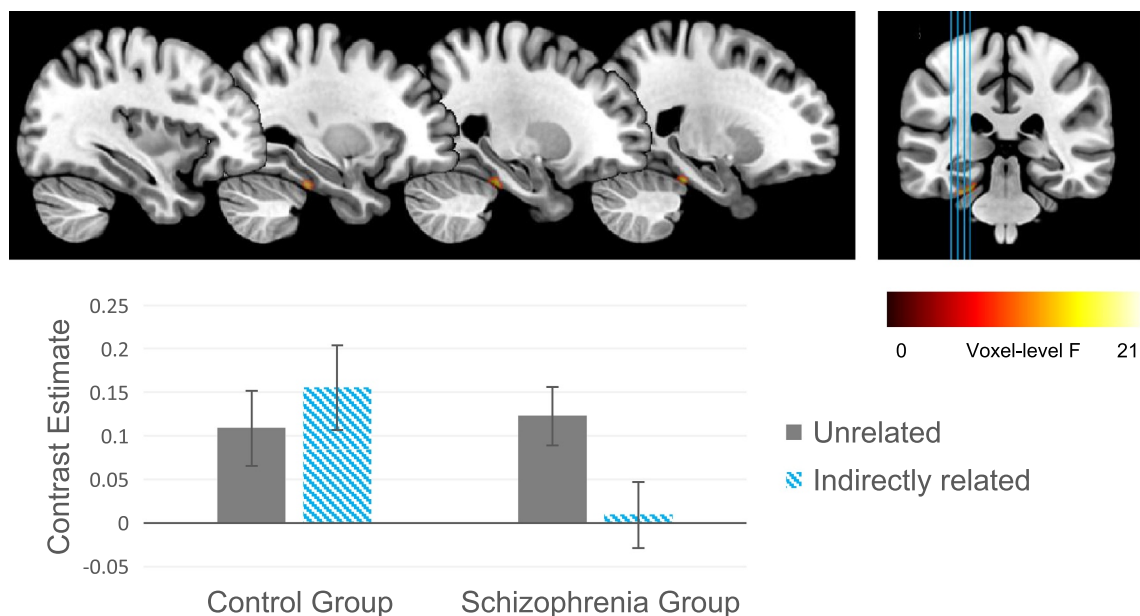 0 Voxel-level F 21
Contrast Estimate
0.25
0.2
0.15
0.1
0.05
0
-0.05
Control Group Schizophrenia Group
Unrelated
Indirectly related